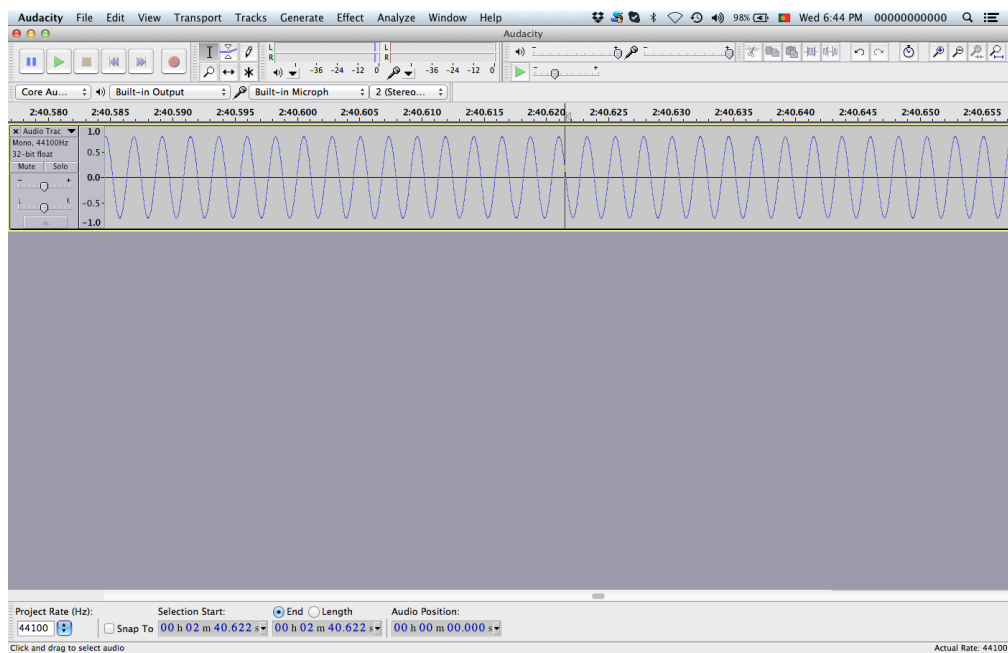 Audacity File Edit View Transport Tracks Generate Effect Analyze Window Help 98% Wed 6:44 PM 00000000000
Audacity
L
R
-36 -24 -12 0
L
R
-36 -24 -12 0
- +
- +
Core Au... Built-in Output Built-in Microph 2 (Stereo...
2:40.580 2:40.585 2:40.590 2:40.595 2:40.600 2:40.605 2:40.610 2:40.615 2:40.620 2:40.625 2:40.630 2:40.635 2:40.640 2:40.645 2:40.650 2:40.655
x Audio Trac 1.0
Mono, 44100Hz
32-bit float 0.5
Mute Solo
- + 0.0
L R -0.5
-1.0
Project Rate (Hz): Selection Start: End Length Audio Position:
44100 Snap To 00 h 02 m 40.622 s 00 h 02 m 40.622 s 00 h 00 m 00.000 s
Click and drag to select audio Actual Rate: 44100